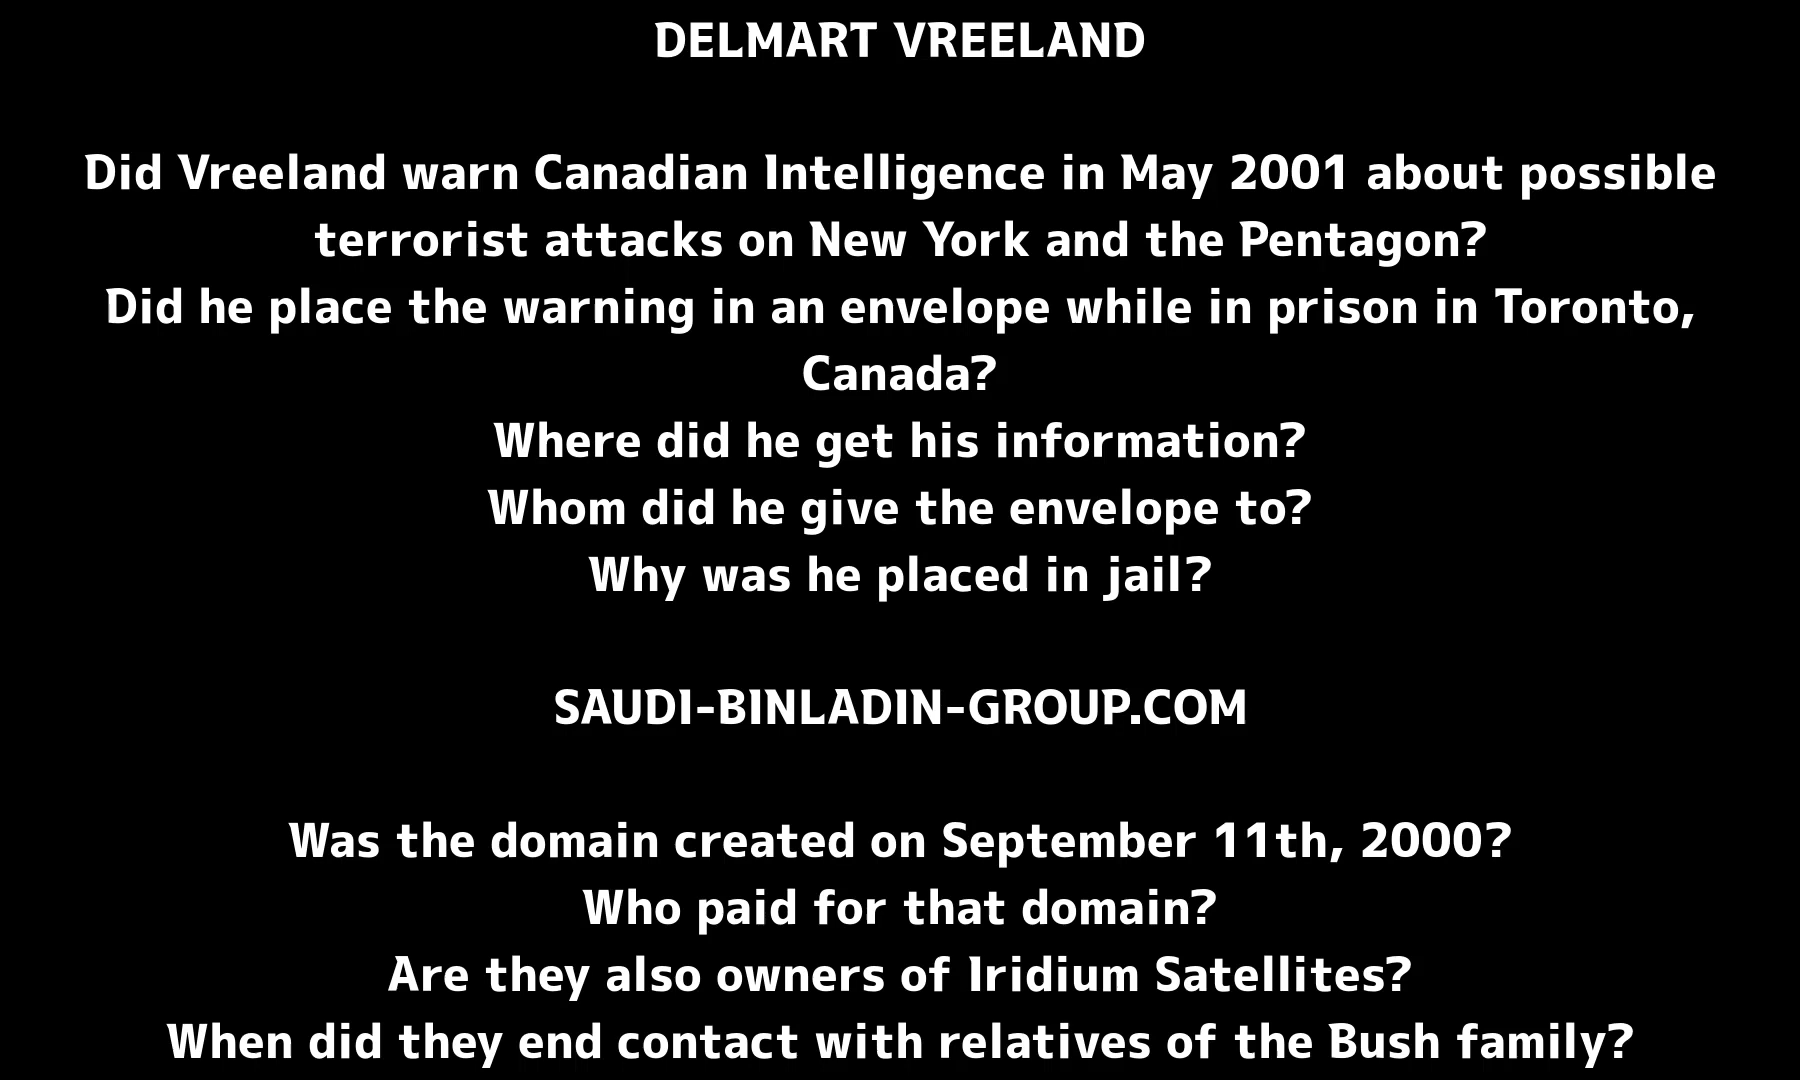 DELMART VREELAND
Did Vreeland warn Canadian Intelligence in May 2001 about possible
terrorist attacks on New York and the Pentagon?
Did he place the warning in an envelope while in prison in Toronto,
Canada?
Where did he get his information?
Whom did he give the envelope to?
Why was he placed in jail?
SAUDI-BINLADIN-GROUP.COM
Was the domain created on September 11th, 2000?
Who paid for that domain?
Are they also owners of Iridium Satellites?
When did they end contact with relatives of the Bush family?